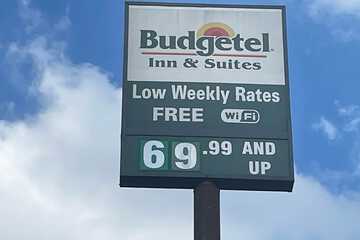 Budgetel
Inn & Suites
Low Weekly Rates
FREE WiFi
69.99 AND
UP